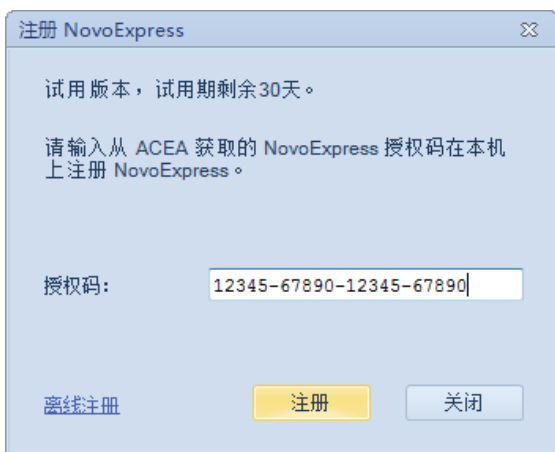 注册 NovoExpress
试用版本，试用期剩余30天。
请输入从 ACEA 获取的 NovoExpress 授权码在本机
上注册 NovoExpress。
授权码:
12345-67890-12345-67890
离线注册
注册
关闭